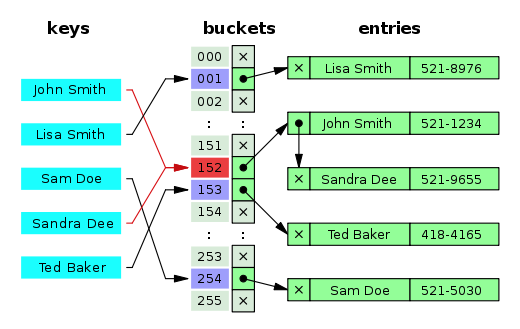 keys buckets entries
000
001
002
:
151
152
153
154
:
253
254
255
John Smith
Lisa Smith
Sam Doe
Sandra Dee
Ted Baker
× Lisa Smith 521-8976
John Smith 521-1234
× Sandra Dee 521-9655
× Ted Baker 418-4165
× Sam Doe 521-5030